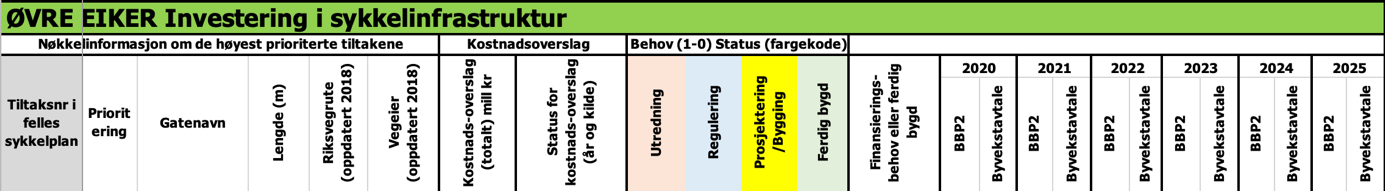 ØVRE EIKER Investering i sykkelinfrastruktur
Nøkkelinformasjon om de høyest prioriterte tiltakene
Kostnadsoverslag
Behov (1-0) Status (fargekode)
Tiltaksnr i
felles
sykkelplan
Priorit
ering
Gatenavn
Lengde (m)
Riksvegrute
(oppdatert 2018)
Vegeier
(oppdatert 2018)
Kostnads-overslag
(totalt) mill kr
Status for
kostnads-overslag
(år og kilde)
Utredning
Regulering
Prosjektering
/Bygging
Ferdig bygd
Finansierings-
behov eller ferdig
bygd
2020
BBP2
Byvekstavtale
2021
BBP2
Byvekstavtale
2022
BBP2
Byvekstavtale
2023
BBP2
Byvekstavtale
2024
BBP2
Byvekstavtale
2025
BBP2
Byvekstavtale